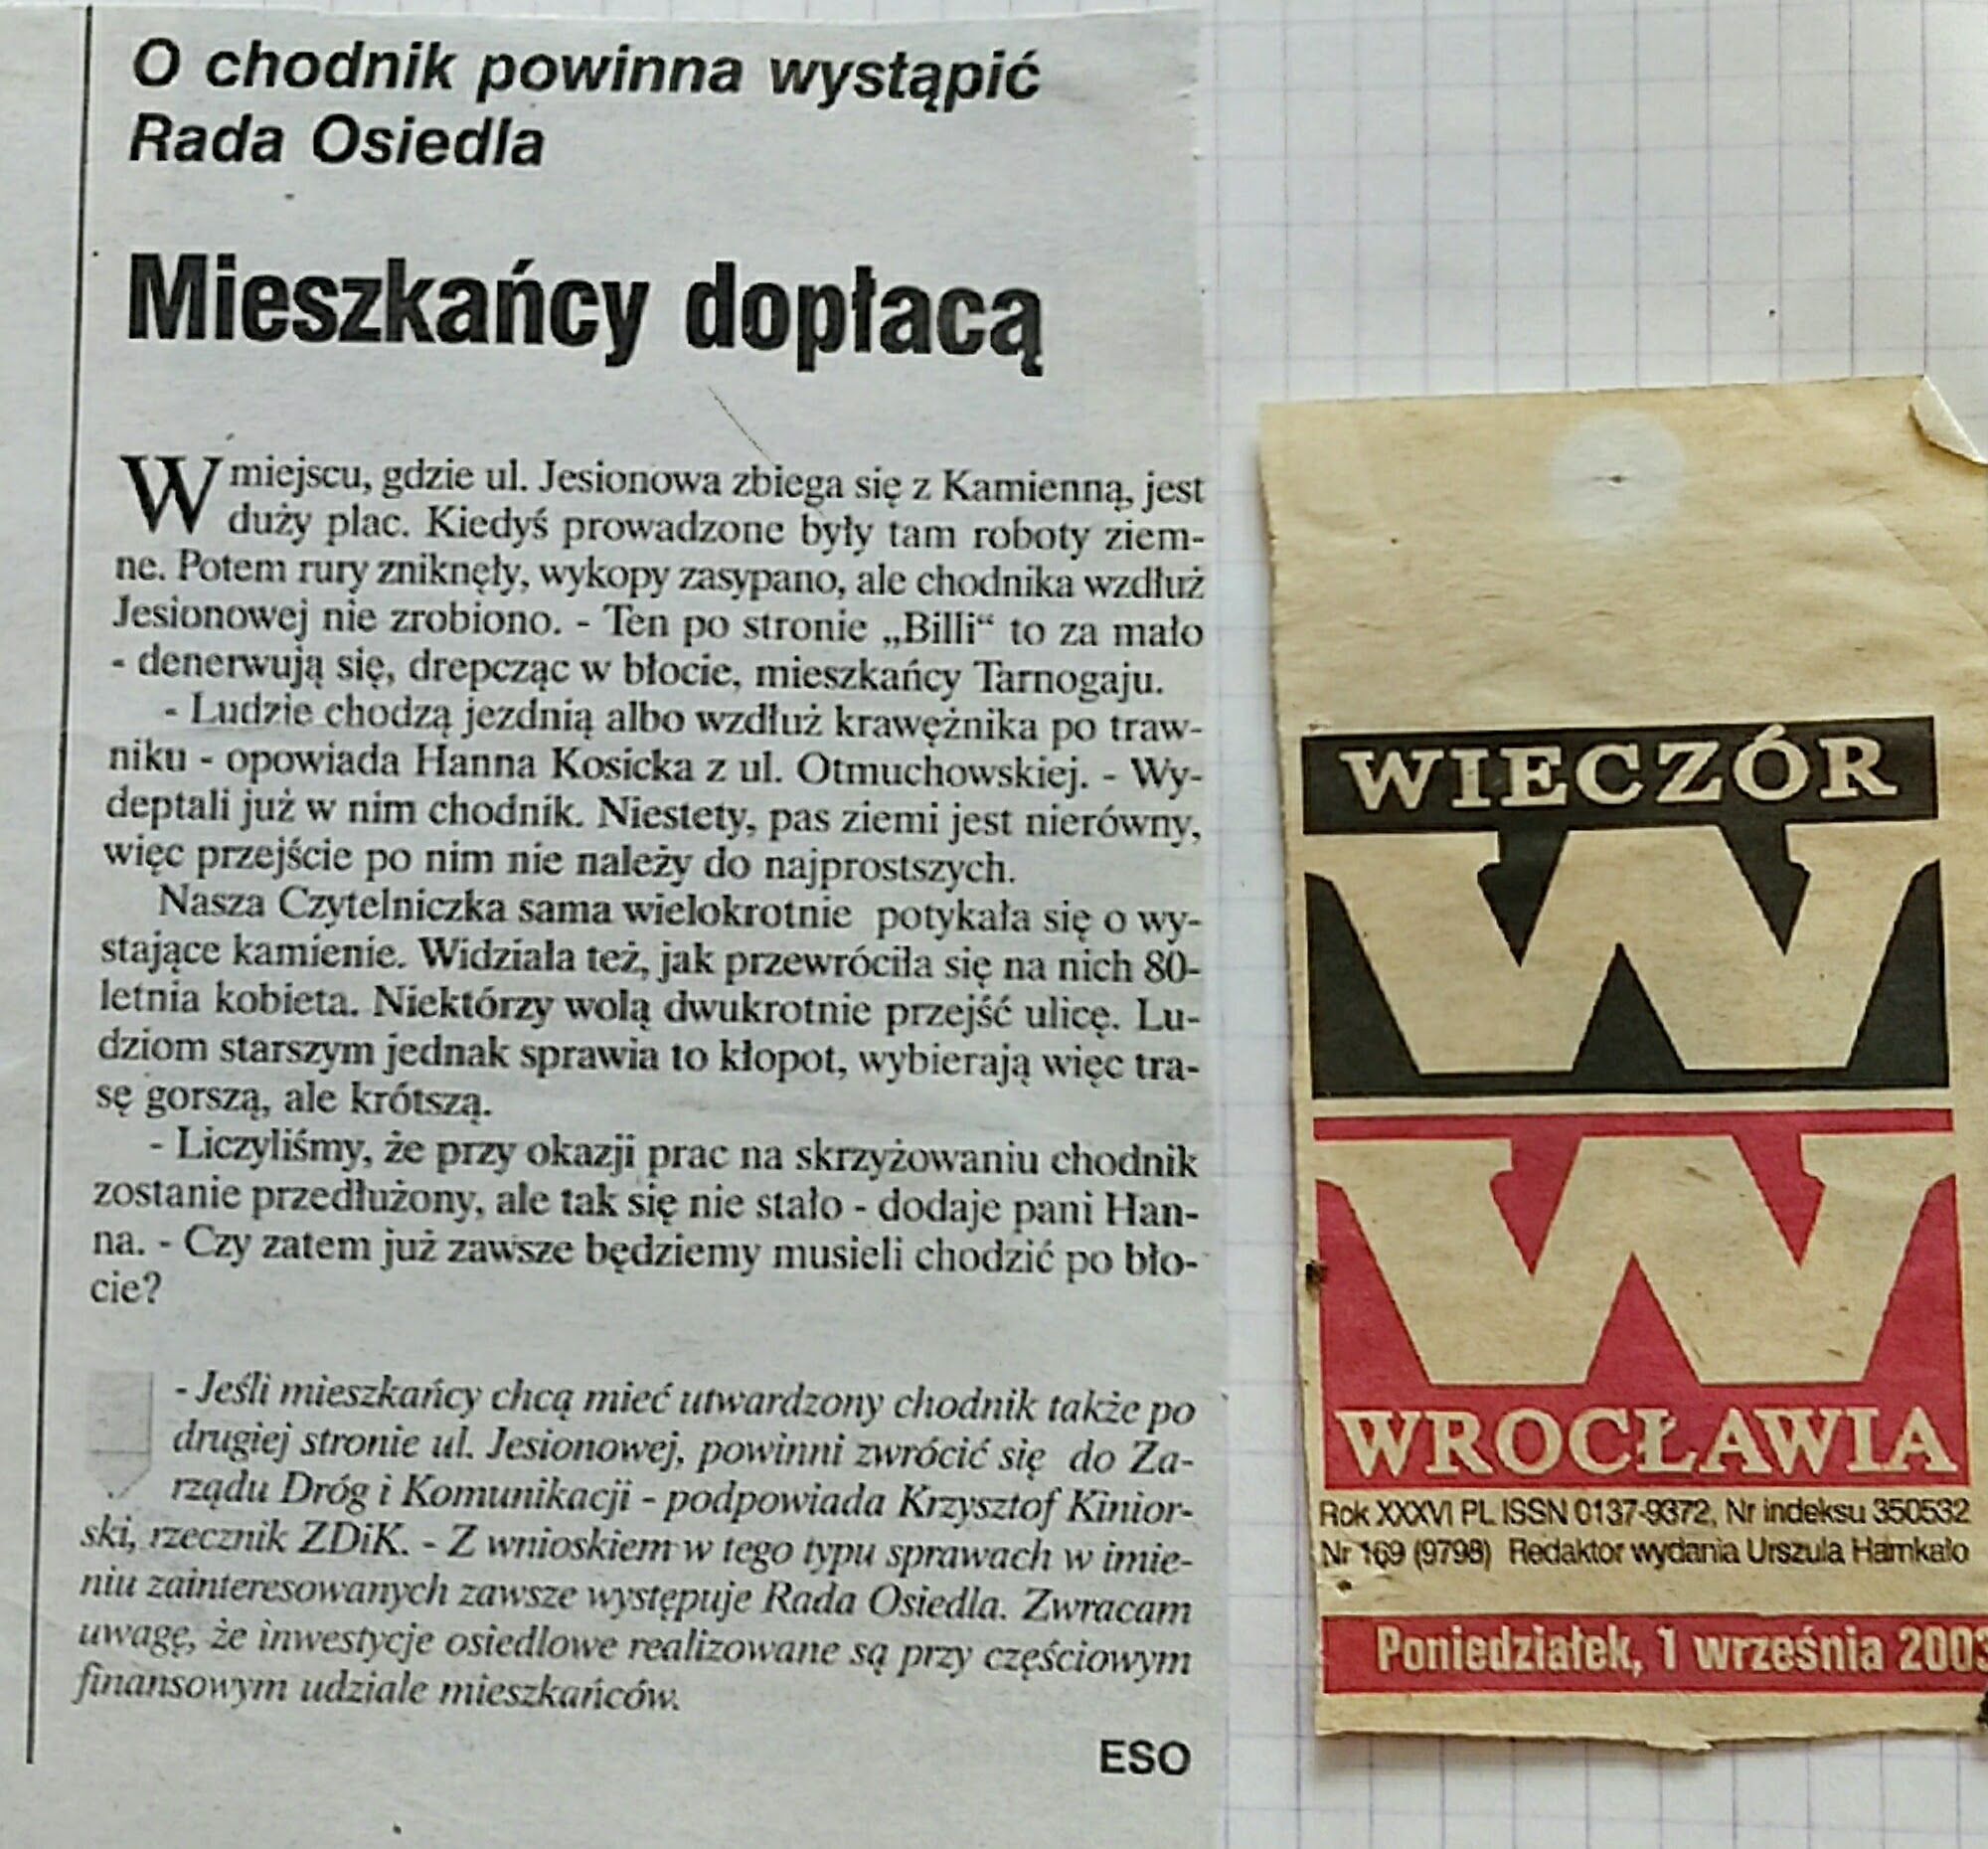 O chodnik powinna wystąpić
Rada Osiedla
Mieszkańcy dopłacą
W miejscu, gdzie ul. Jesionowa zbiega się z Kamienną, jest
duży plac. Kiedyś prowadzone były tam roboty ziem-
ne. Potem rury zniknęły, wykopy zasypano, ale chodnika wzdłuż
Jesionowej nie zrobiono. - Ten po stronie „Billi“ to za mało
- denerwują się, drepcząc w błocie, mieszkańcy Tarnogaju.
- Ludzie chodzą jezdnią albo wzdłuż krawężnika po traw-
niku - opowiada Hanna Kosicka z ul. Otmuchowskiej. - Wy-
deptali już w nim chodnik. Niestety, pas ziemi jest nierówny,
więc przejście po nim nie należy do najprostszych.
Nasza Czytelniczka sama wielokrotnie potykała się o wy-
stające kamienie. Widziała też, jak przewróciła się na nich 80-
letnia kobieta. Niektórzy wolą dwukrotnie przejść ulicę. Lu-
dziom starszym jednak sprawia to kłopot, wybierają więc tra-
sę gorszą, ale krótszą.
- Liczyliśmy, że przy okazji prac na skrzyżowaniu chodnik
zostanie przedłużony, ale tak się nie stało - dodaje pani Han-
na. - Czy zatem już zawsze będziemy musieli chodzić po bło-
cie?
- Jeśli mieszkańcy chcą mieć utwardzony chodnik także po
drugiej stronie ul. Jesionowej, powinni zwrócić się do Za-
rządu Dróg i Komunikacji - podpowiada Krzysztof Kinior-
ski, rzecznik ZDiK. - Z wnioskiem w tego typu sprawach w imie-
niu zainteresowanych zawsze występuje Rada Osiedla. Zwracam
uwagę, że inwestycje osiedlowe realizowane są przy częściowym
finansowym udziale mieszkańców.
ESO
WIECZÓR
W
W
WROCŁAWIA
Rok XXXVI PL ISSN 0137-9372, Nr indeksu 350532
Nr 169 (9798) Redaktor wydania Urszula Hamkało
Poniedziałek, 1 września 2003